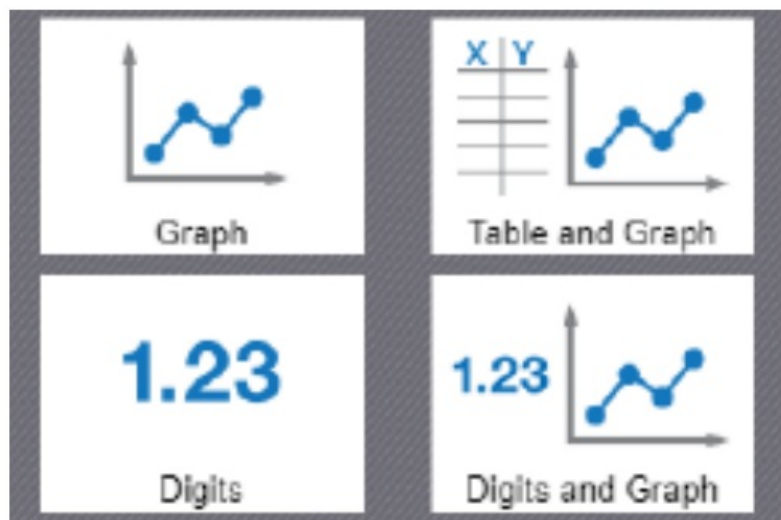 Graph
X Y
Table and Graph
1.23
Digits
1.23
Digits and Graph